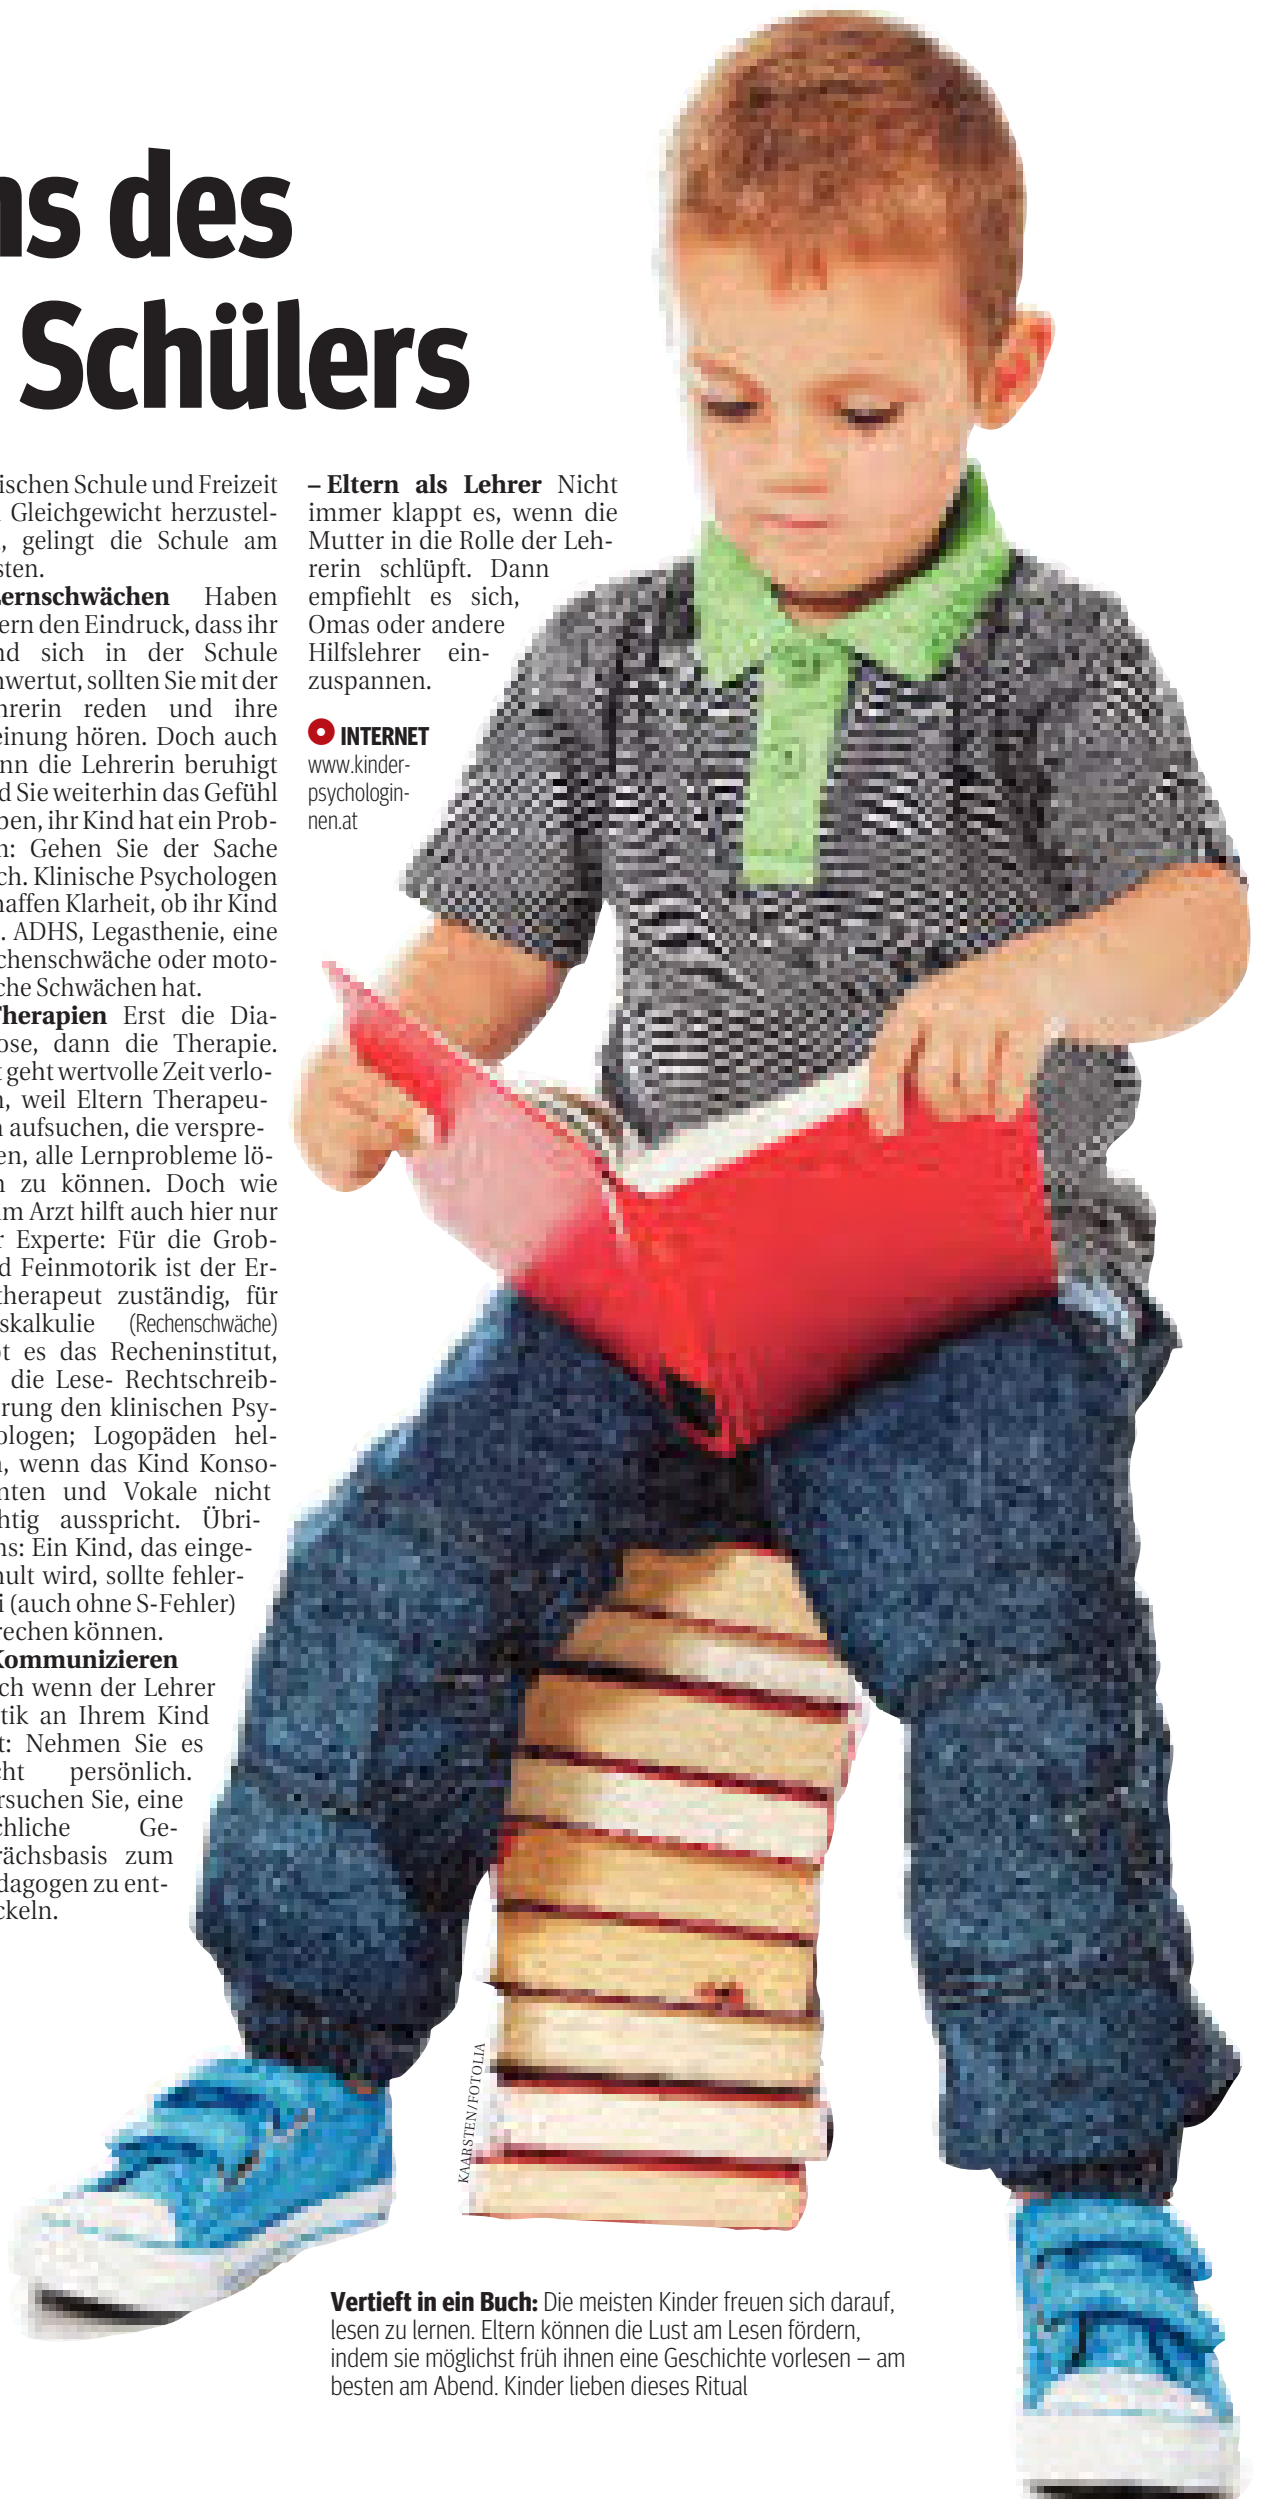 ns des
Schülers
ischen Schule und Freizeit
Gleichgewicht herzustel-
, gelingt die Schule am
sten.
ernschwächen Haben
ern den Eindruck, dass ihr
nd sich in der Schule
hwertut, sollten Sie mit der
hrerin reden und ihre
einung hören. Doch auch
nn die Lehrerin beruhigt
d Sie weiterhin das Gefühl
ben, ihr Kind hat ein Prob-
m: Gehen Sie der Sache
ch. Klinische Psychologen
haffen Klarheit, ob ihr Kind
. ADHS, Legasthenie, eine
chenschwäche oder moto-
che Schwächen hat.
Therapien Erst die Dia-
ose, dann die Therapie.
t geht wertvolle Zeit verlo-
n, weil Eltern Therapeu-
n aufsuchen, die verspre-
en, alle Lernprobleme lö-
n zu können. Doch wie
im Arzt hilft auch hier nur
r Experte: Für die Grob-
d Feinmotorik ist der Er-
therapeut zuständig, für
skalkulie (Rechenschwäche)
bt es das Recheninstitut,
die Lese- Rechtschreib-
rung den klinischen Psy-
ologen; Logopäden hel-
n, wenn das Kind Konso-
nten und Vokale nicht
htig ausspricht. Übri-
ns: Ein Kind, das einge-
hult wird, sollte fehler-
i (auch ohne S-Fehler)
rechen können.
Kommunizieren
ch wenn der Lehrer
tik an Ihrem Kind
t: Nehmen Sie es
cht persönlich.
rsuchen Sie, eine
chliche Ge-
rächsbasis zum
dagogen zu ent-
ckeln.
– Eltern als Lehrer Nicht
immer klappt es, wenn die
Mutter in die Rolle der Leh-
rerin schlüpft. Dann
empfiehlt es sich,
Omas oder andere
Hilfslehrer ein-
zuspannen.
INTERNET
www.kinder-
psychologin-
nen.at
KAARSTEN/FOTOLIA
Vertieft in ein Buch: Die meisten Kinder freuen sich darauf,
lesen zu lernen. Eltern können die Lust am Lesen fördern,
indem sie möglichst früh ihnen eine Geschichte vorlesen – am
besten am Abend. Kinder lieben dieses Ritual